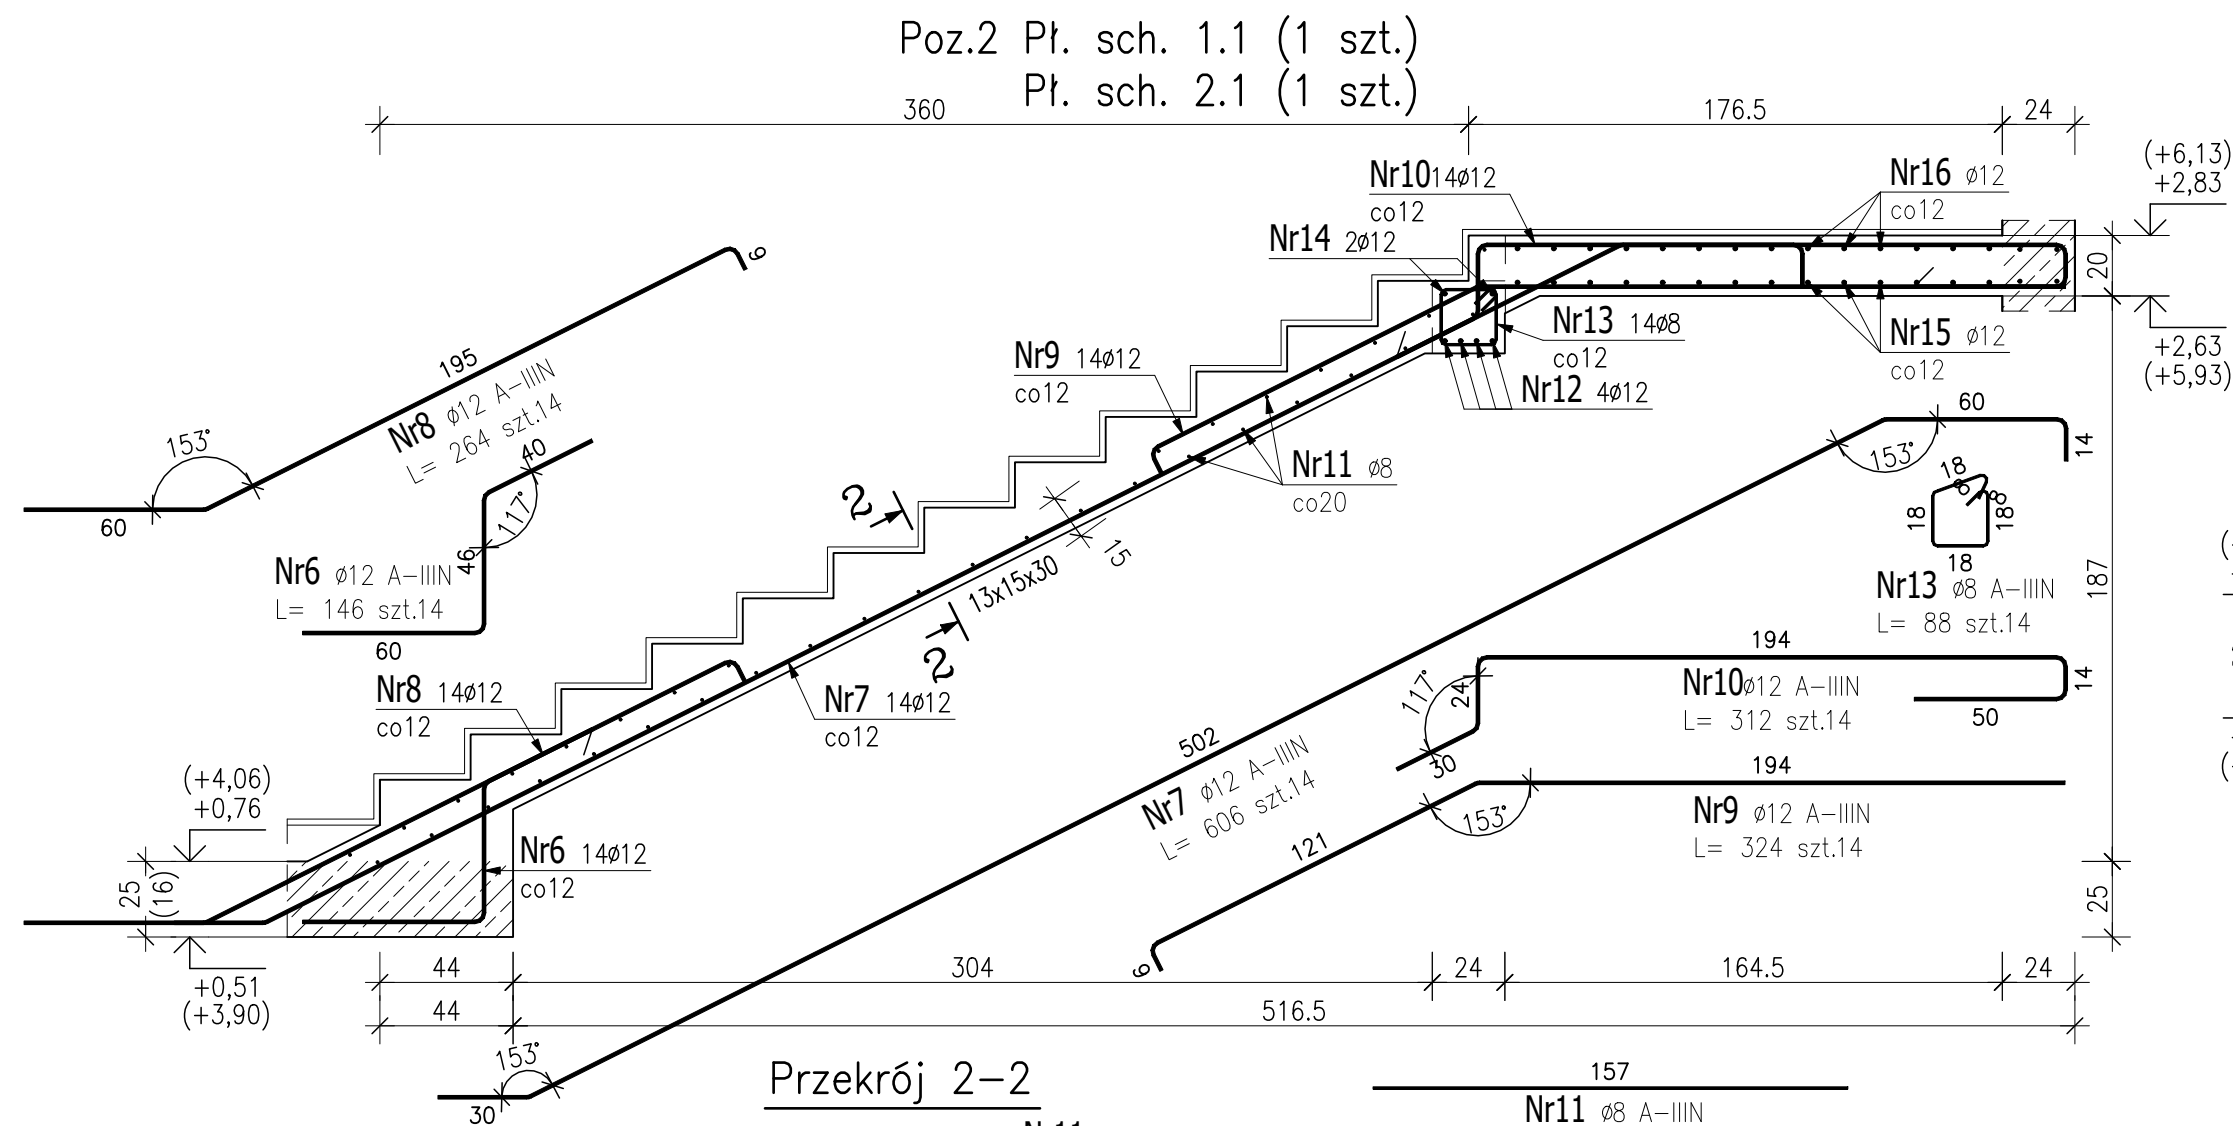 Poz.2 Pł. sch. 1.1 (1 szt.)
Pł. sch. 2.1 (1 szt.)
360
176.5
24
(+6,13)
+2,83
Nr10 14ø12
co12
Nr16 ø12
co12
Nr14 2ø12
20
9
195
Nr8 ø12 A-IIIN
L= 264 szt.14
153°
60
Nr9 14ø12
co12
Nr13 14ø8
co12
Nr15 ø12
co12
+2,63
(+5,93)
Nr12 4ø12
40
117°
46
Nr6 ø12 A-IIIN
L= 146 szt.14
60
Nr11 ø8
co20
2
15
13x15x30
2
60
153°
14
18
8
8
18
18
18
Nr13 ø8 A-IIIN
L= 88 szt.14
187
Nr8 14ø12
co12
Nr7 14ø12
co12
502
Nr7 ø12 A-IIIN
L= 606 szt.14
194
117°
24
30
Nr10 ø12 A-IIIN
L= 312 szt.14
14
50
194
153°
Nr9 ø12 A-IIIN
L= 324 szt.14
121
9
(+4,06)
+0,76
25
(16)
Nr6 14ø12
co12
25
+0,51
(+3,90)
44
304
24
164.5
24
44
516.5
153°
30
Przekrój 2-2
157
Nr11 ø8 A-IIIN